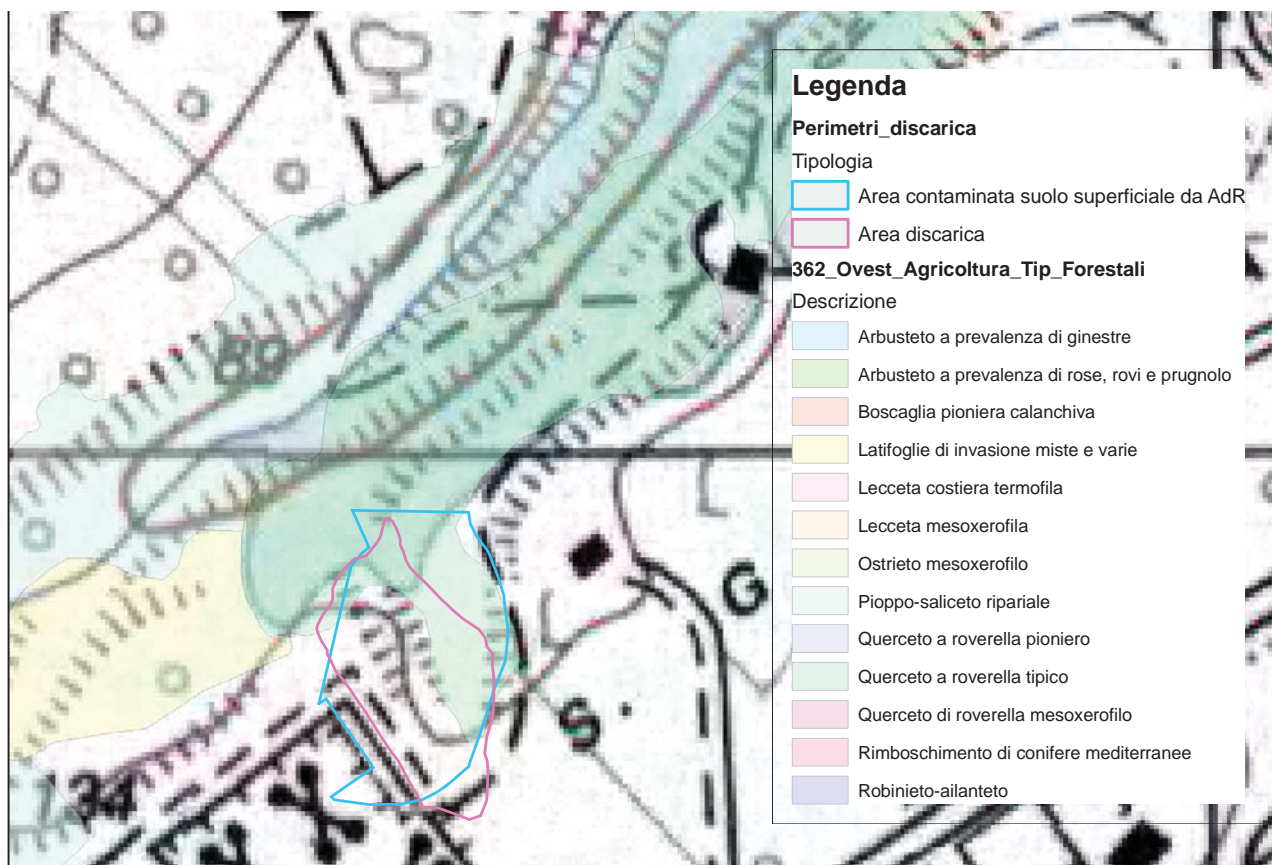 Legenda
Perimetri_discarica
Tipologia
Area contaminata suolo superficiale da AdR
Area discarica
362_Ovest_Agricoltura_Tip_Forestali
Descrizione
Arbusteto a prevalenza di ginestre
Arbusteto a prevalenza di rose, rovi e prugnolo
Boscaglia pioniera calanchiva
Latifoglie di invasione miste e varie
Lecceta costiera termofila
Lecceta mesoxerofila
Ostrieto mesoxerofilo
Pioppo-saliceto ripariale
Querceto a roverella pioniero
Querceto a roverella tipico
Querceto di roverella mesoxerofilo
Rimboschimento di conifere mediterranee
Robinieto-ailanteto
G
S.